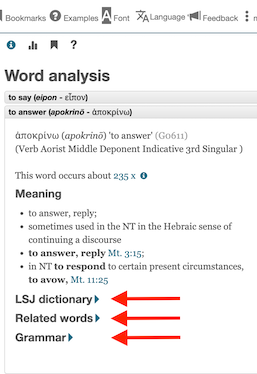 Bookmarks ? Examples A Font Language Feedback
Word analysis
to say (eipon - εἶπον)
to answer (apokrinō - ἀποκρίνω)
ἀποκρίνω (apokrinō) 'to answer' (G0611)
(Verb Aorist Middle Deponent Indicative 3rd Singular )
This word occurs about 235 x
Meaning
• to answer, reply;
• sometimes used in the NT in the Hebraic sense of
continuing a discourse
• to answer, reply Mt. 3:15;
• in NT to respond to certain present circumstances,
to avow, Mt. 11:25
LSJ dictionary
Related words
Grammar